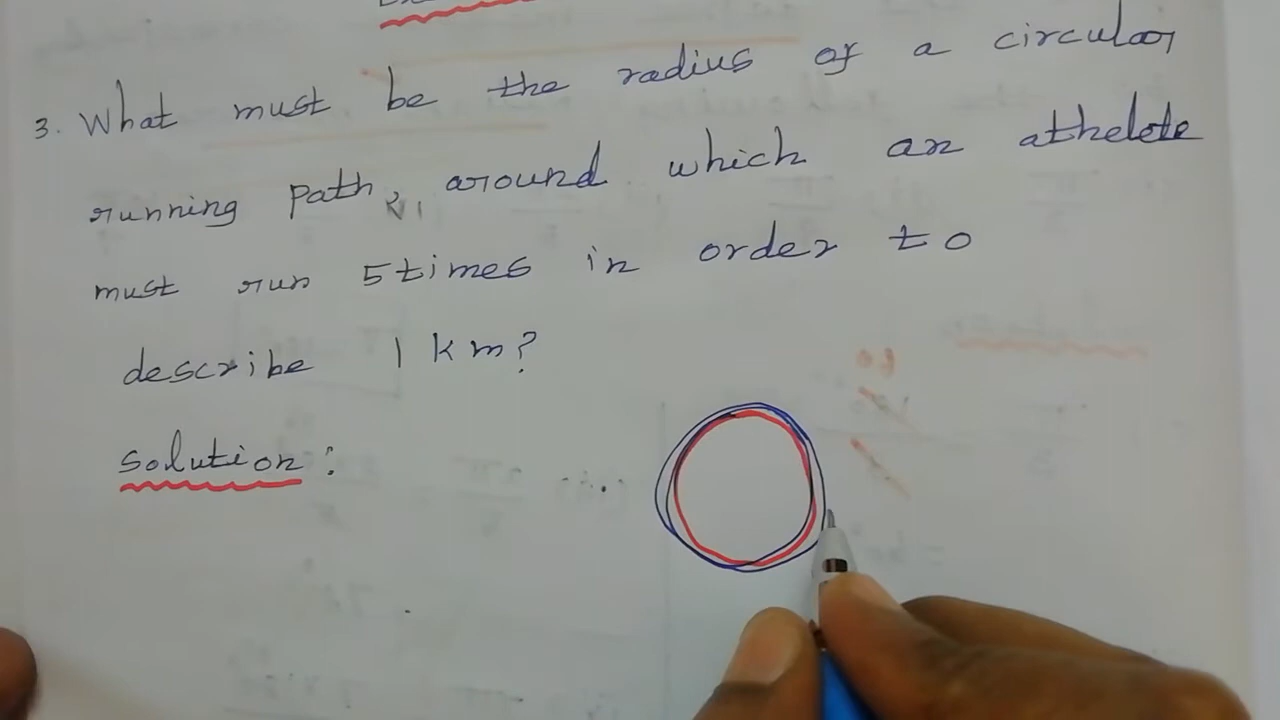 3. What must be the radius of a circular
running path, around which an athelete
must run 5times in order to
describe 1 km?
solution: